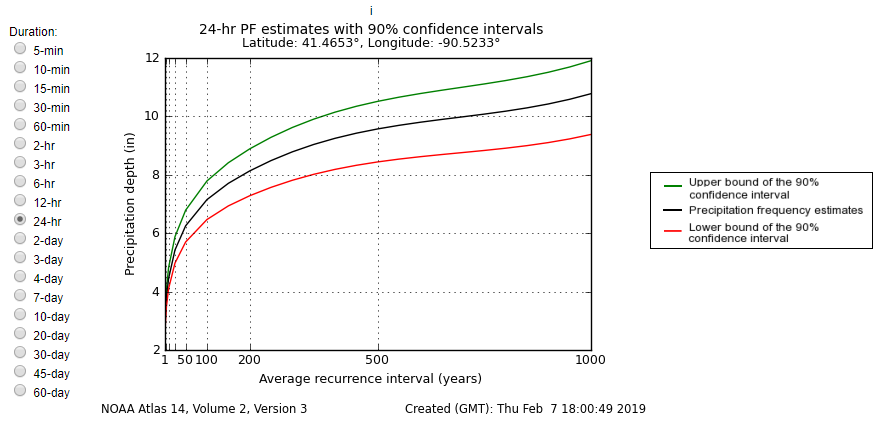 i
24-hr PF estimates with 90% confidence intervals
Latitude: 41.4653°, Longitude: -90.5233°
Duration:
5-min
10-min
15-min
30-min
60-min
2-hr
3-hr
6-hr
12-hr
24-hr
2-day
3-day
4-day
7-day
10-day
20-day
30-day
45-day
60-day
Precipitation depth (in)
12
10
8
6
4
2
1 50 100 200 500 1000
Average recurrence interval (years)
Upper bound of the 90%
confidence interval
Precipitation frequency estimates
Lower bound of the 90%
confidence interval
NOAA Atlas 14, Volume 2, Version 3
Created (GMT): Thu Feb 7 18:00:49 2019